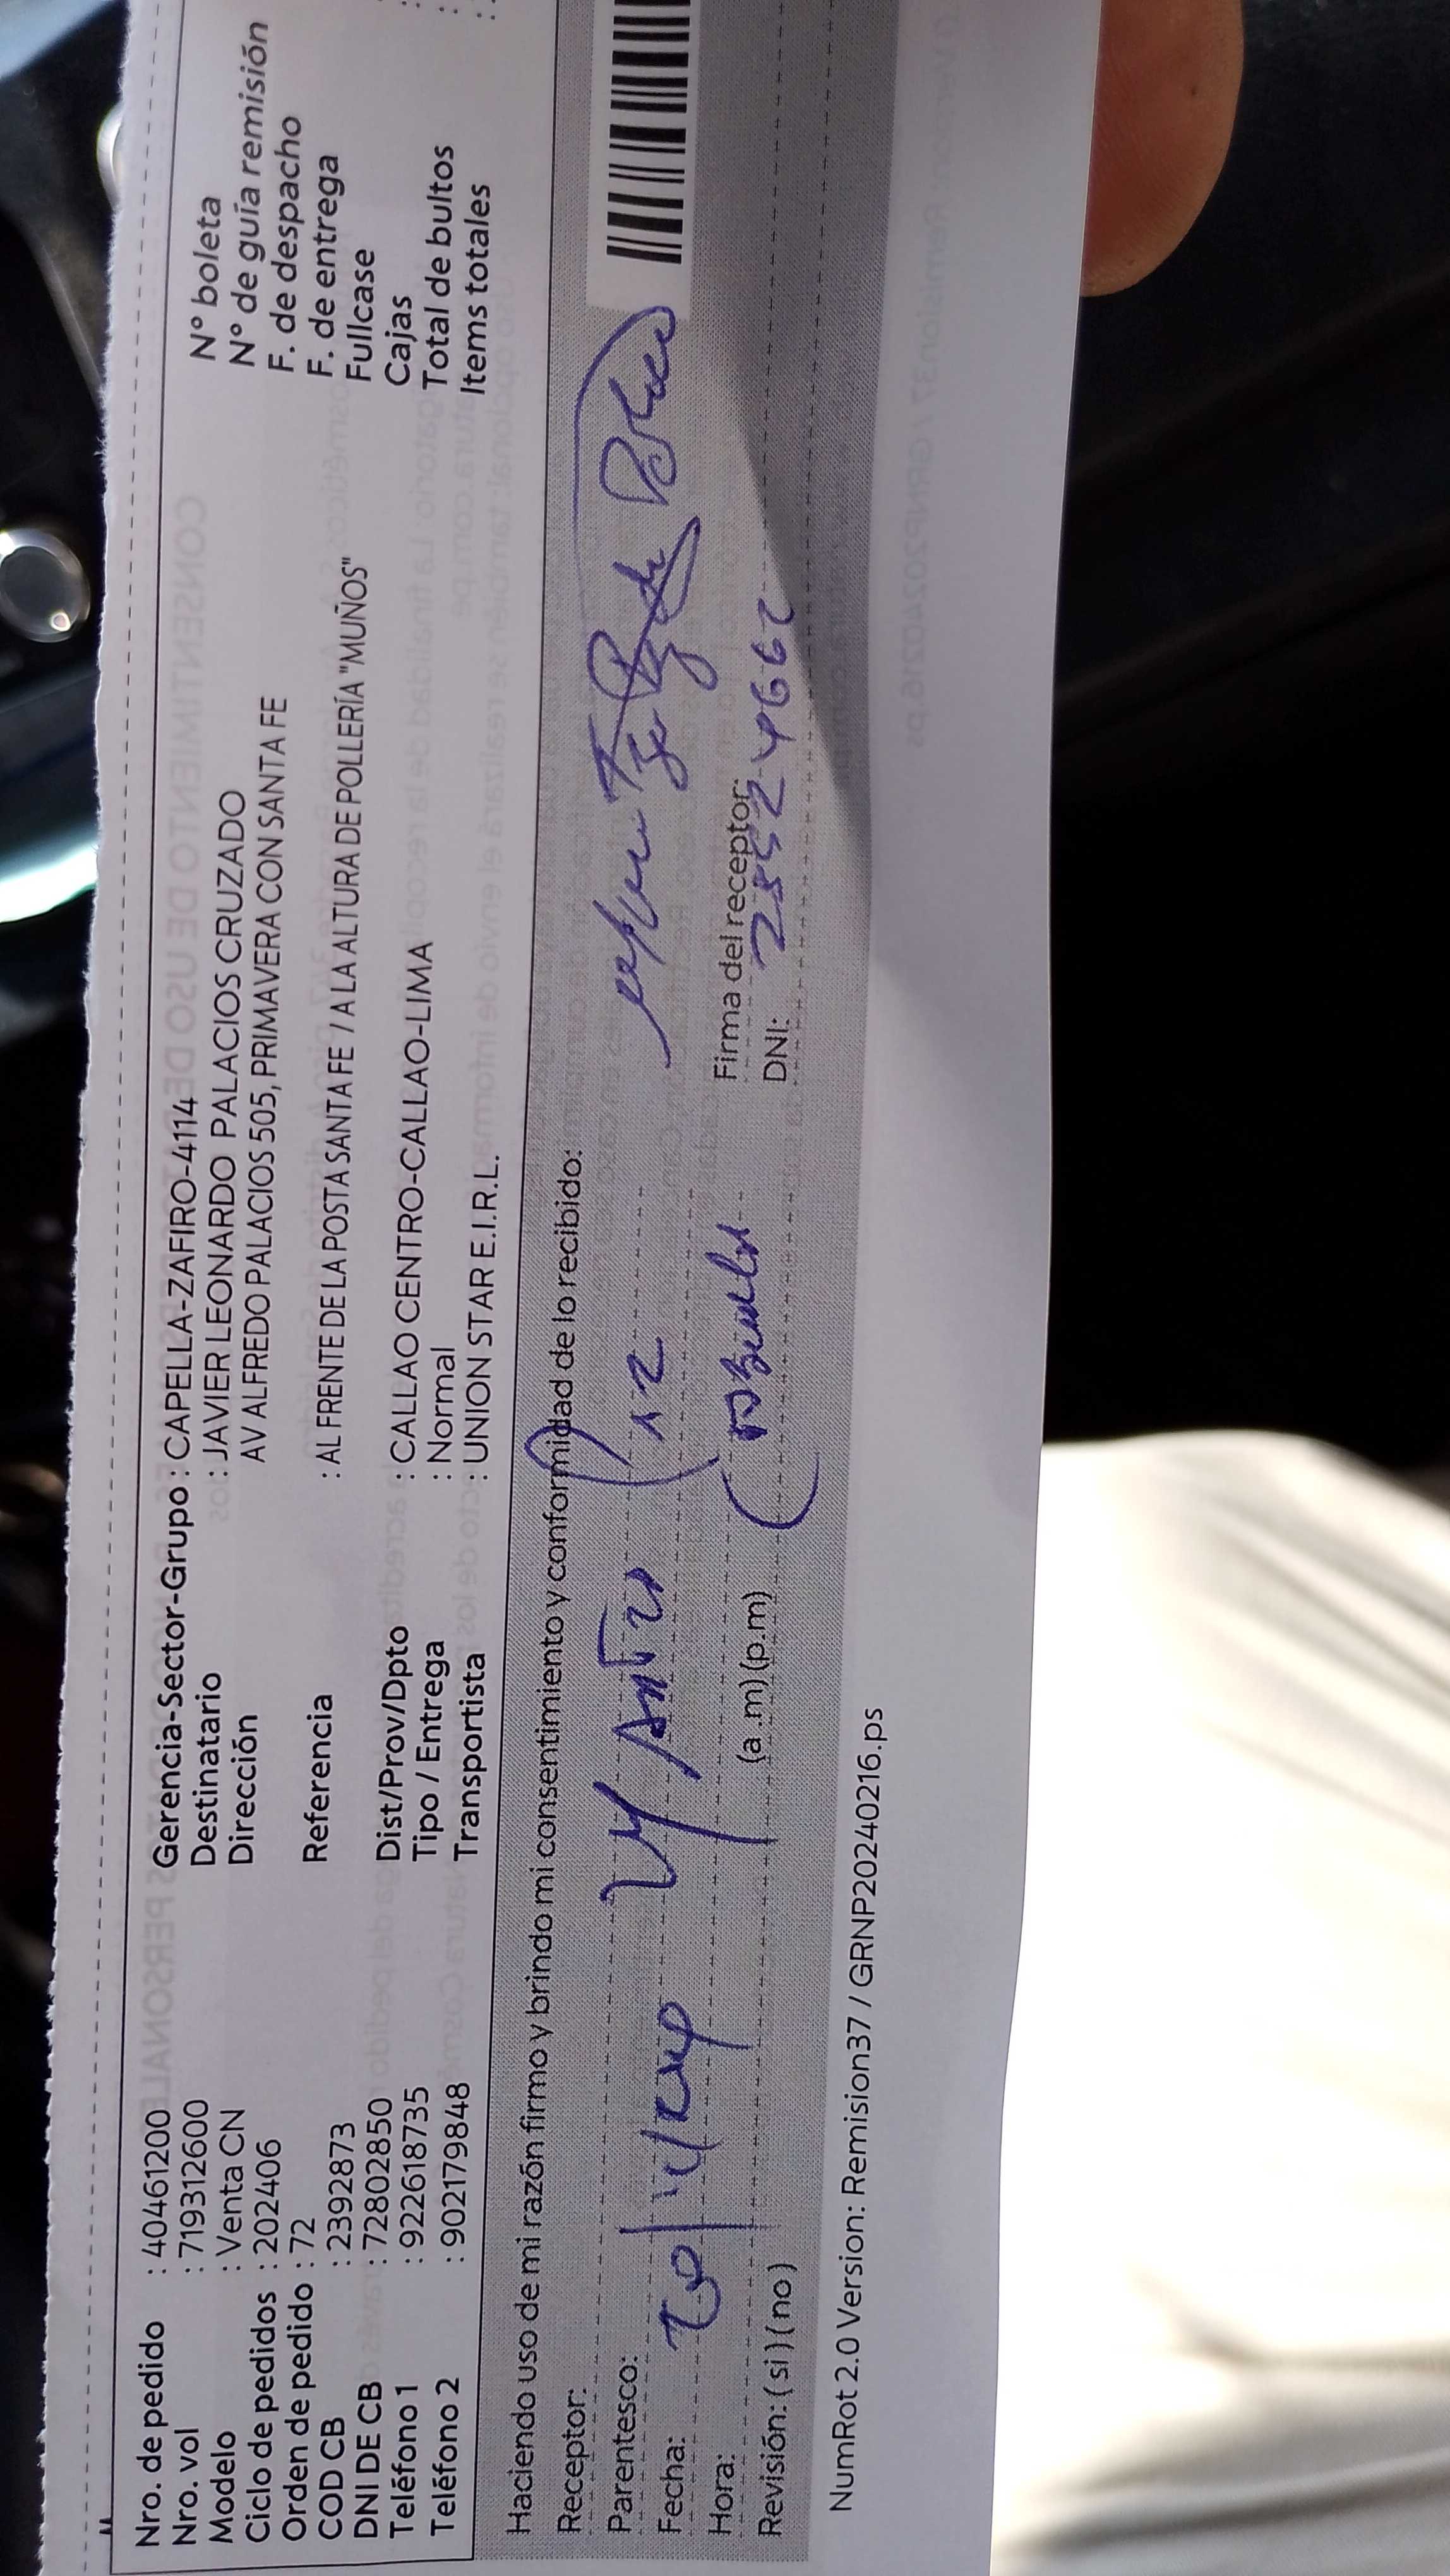 Nro. de pedido : 40461200
Nro. vol : 719312600
Modelo : Venta CN
Ciclo de pedidos : 202406
Orden de pedido : 72
COD CB : 2392873
DNI DE CB : 72802850
Teléfono 1 : 922618735
Teléfono 2 : 902179848
Gerencia-Sector-Grupo : CAPELLA-ZAFIRO-4114
Destinatario : JAVIER LEONARDO PALACIOS CRUZADO
Dirección AV ALFREDO PALACIOS 505, PRIMAVERA CON SANTA FE
Referencia : AL FRENTE DE LA POSTA SANTA FE / A LA ALTURA DE POLLERÍA "MUÑOS"
Dist/Prov/Dpto : CALLAO CENTRO-CALLAO-LIMA
Tipo / Entrega : Normal
Transportista : UNION STAR E.I.R.L.
N° boleta
N° de guía remisión
F. de despacho
F. de entrega
Fullcase
Cajas
Total de bultos
Items totales
Haciendo uso de mi razón firmo y brindo mi consentimiento y conformidad de lo recibido:
Receptor:
Parentesco:
Fecha:
Hora: (a .m) (p.m)
Revisión: ( si ) ( no )
Firma del receptor:
DNI: 25524662
NumRot 2.0 Version: Remision37 / GRNP20240216.ps